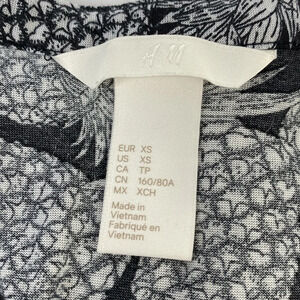 H&M
EUR XS
US XS
CA TP
CN 160/80A
MX XCH
Made in
Vietnam
Fabriqué en
Vietnam